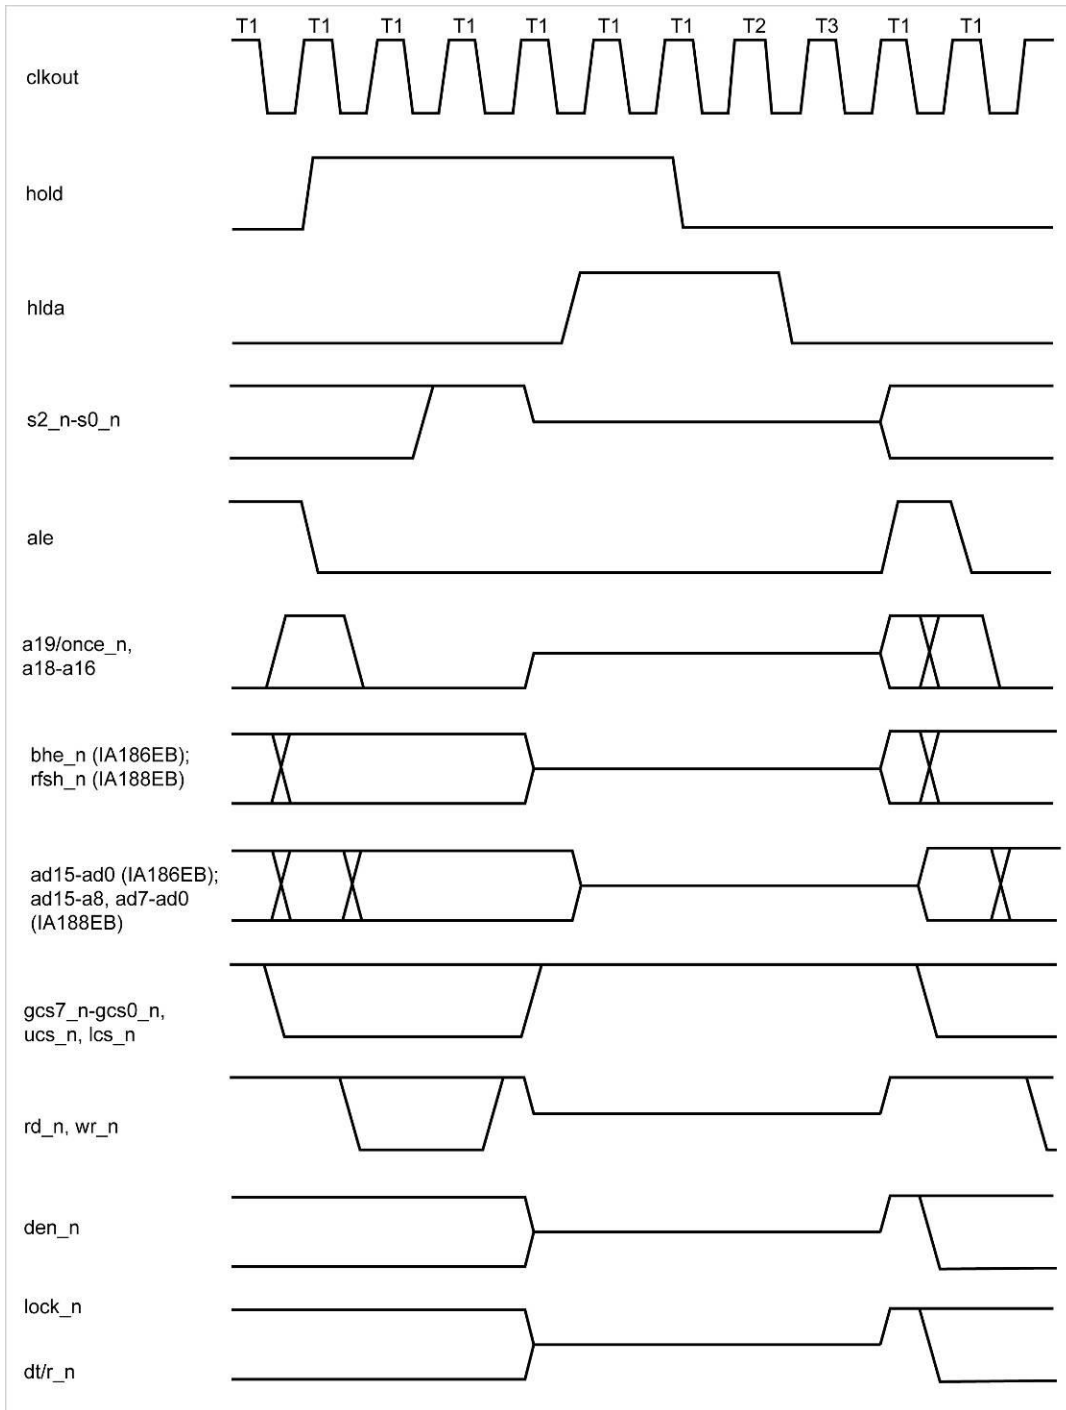 T1 T1 T1 T1 T1 T1 T1 T2 T3 T1 T1
clkout
hold
hlda
s2_n-s0_n
ale
a19/once_n,
a18-a16
bhe_n (IA186EB);
rfsh_n (IA188EB)
ad15-ad0 (IA186EB);
ad15-a8, ad7-ad0
(IA188EB)
gcs7_n-gcs0_n,
ucs_n, lcs_n
rd_n, wr_n
den_n
lock_n
dt/r_n